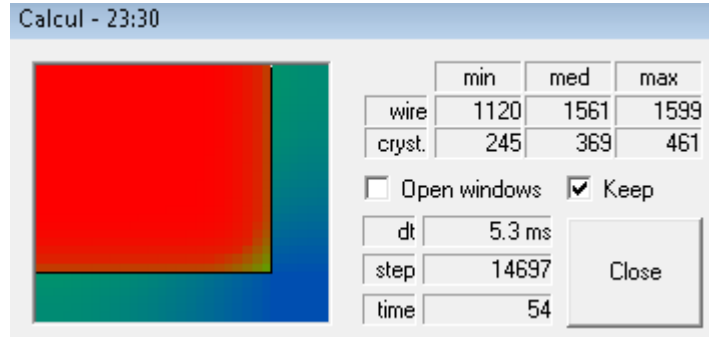 Calcul - 23:30
min med max
wire 1120 1561 1599
cryst. 245 369 461
Open windows Keep
dt 5.3 ms
step 14697
Close
time 54